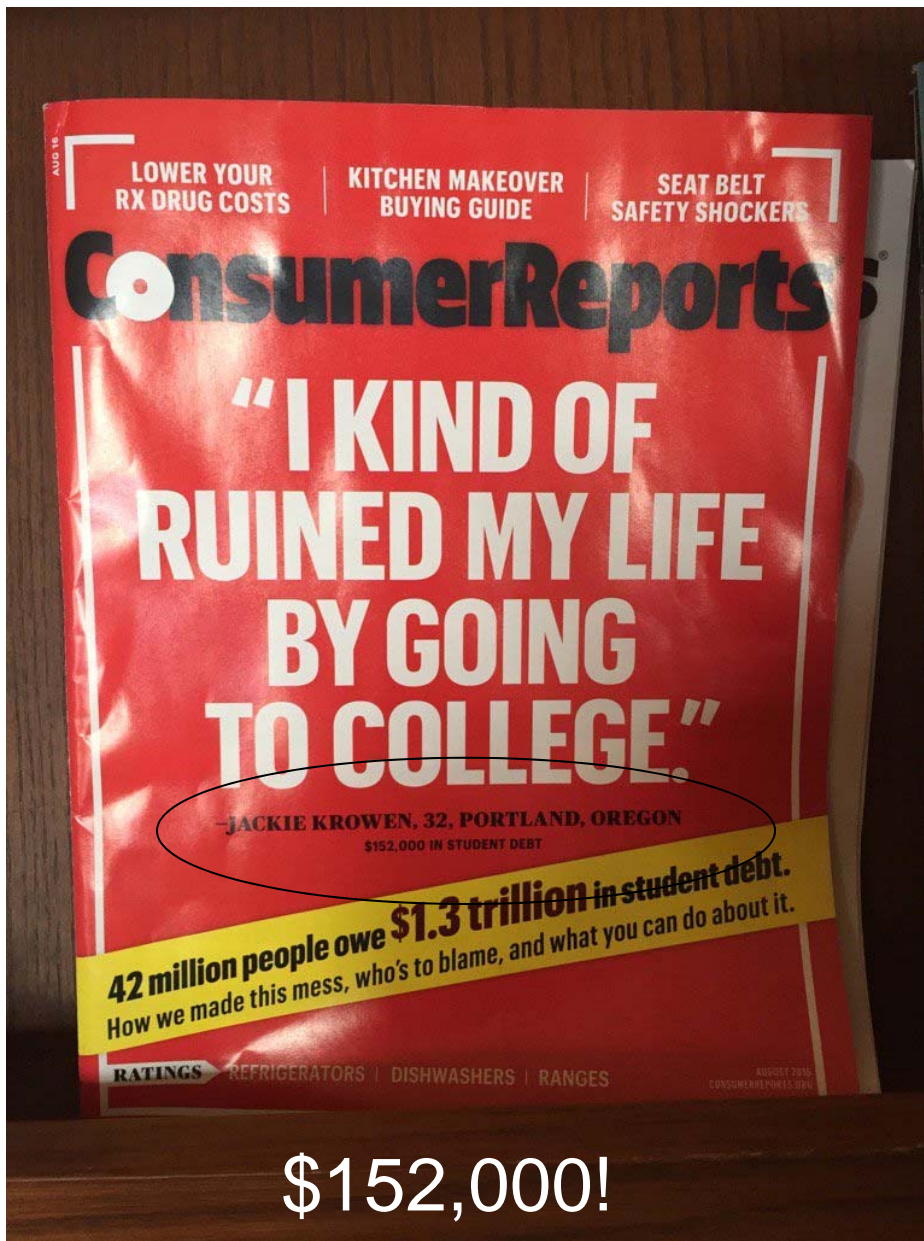 AUG 16
LOWER YOUR
RX DRUG COSTS
KITCHEN MAKEOVER
BUYING GUIDE
SEAT BELT
SAFETY SHOCKERS
ConsumerReports
“I KIND OF
RUINED MY LIFE
BY GOING
TO COLLEGE.”
–JACKIE KROWEN, 32, PORTLAND, OREGON
$152,000 IN STUDENT DEBT
42 million people owe $1.3 trillion in student debt.
How we made this mess, who's to blame, and what you can do about it.
RATINGS REFRIGERATORS | DISHWASHERS | RANGES
AUGUST 2016
CONSUMERREPORTS.ORG
$152,000!